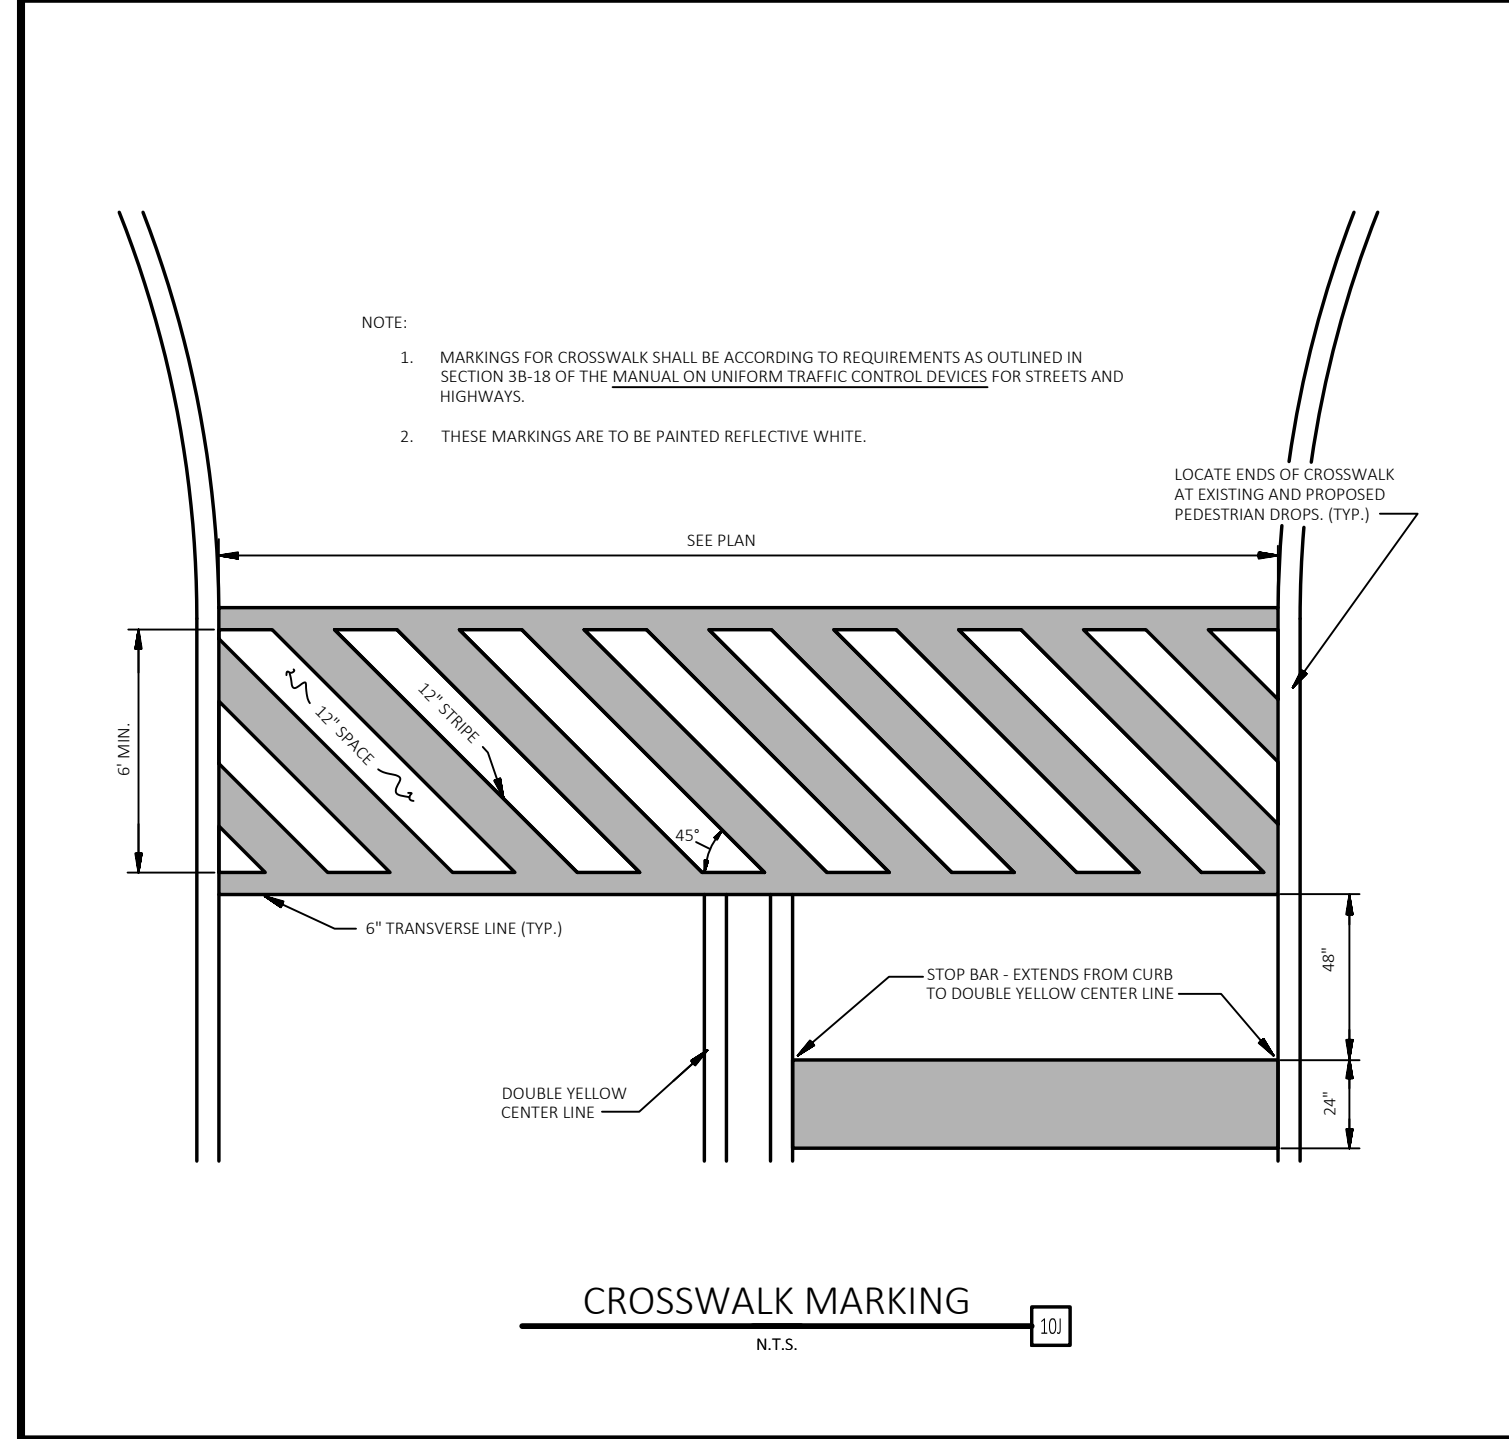 NOTE:
1. MARKINGS FOR CROSSWALK SHALL BE ACCORDING TO REQUIREMENTS AS OUTLINED IN
SECTION 3B-18 OF THE MANUAL ON UNIFORM TRAFFIC CONTROL DEVICES FOR STREETS AND
HIGHWAYS.
2. THESE MARKINGS ARE TO BE PAINTED REFLECTIVE WHITE.
LOCATE ENDS OF CROSSWALK
AT EXISTING AND PROPOSED
PEDESTRIAN DROPS. (TYP.)
SEE PLAN
6' MIN.
12" SPACE
12" STRIPE
45°
6" TRANSVERSE LINE (TYP.)
48"
STOP BAR - EXTENDS FROM CURB
TO DOUBLE YELLOW CENTER LINE
DOUBLE YELLOW
CENTER LINE
24"
CROSSWALK MARKING
10J
N.T.S.